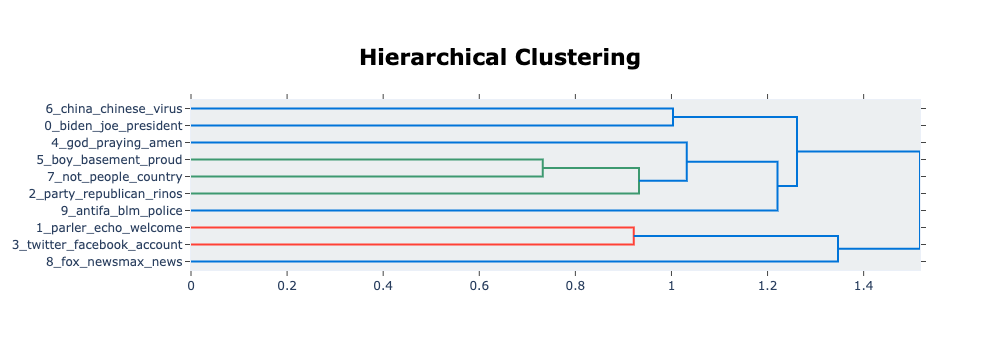 Hierarchical Clustering
6_china_chinese_virus
0_biden_joe_president
4_god_praying_amen
5_boy_basement_proud
7_not_people_country
2_party_republican_rinos
9_antifa_blm_police
1_parler_echo_welcome
3_twitter_facebook_account
8_fox_newsmax_news
0 0.2 0.4 0.6 0.8 1 1.2 1.4